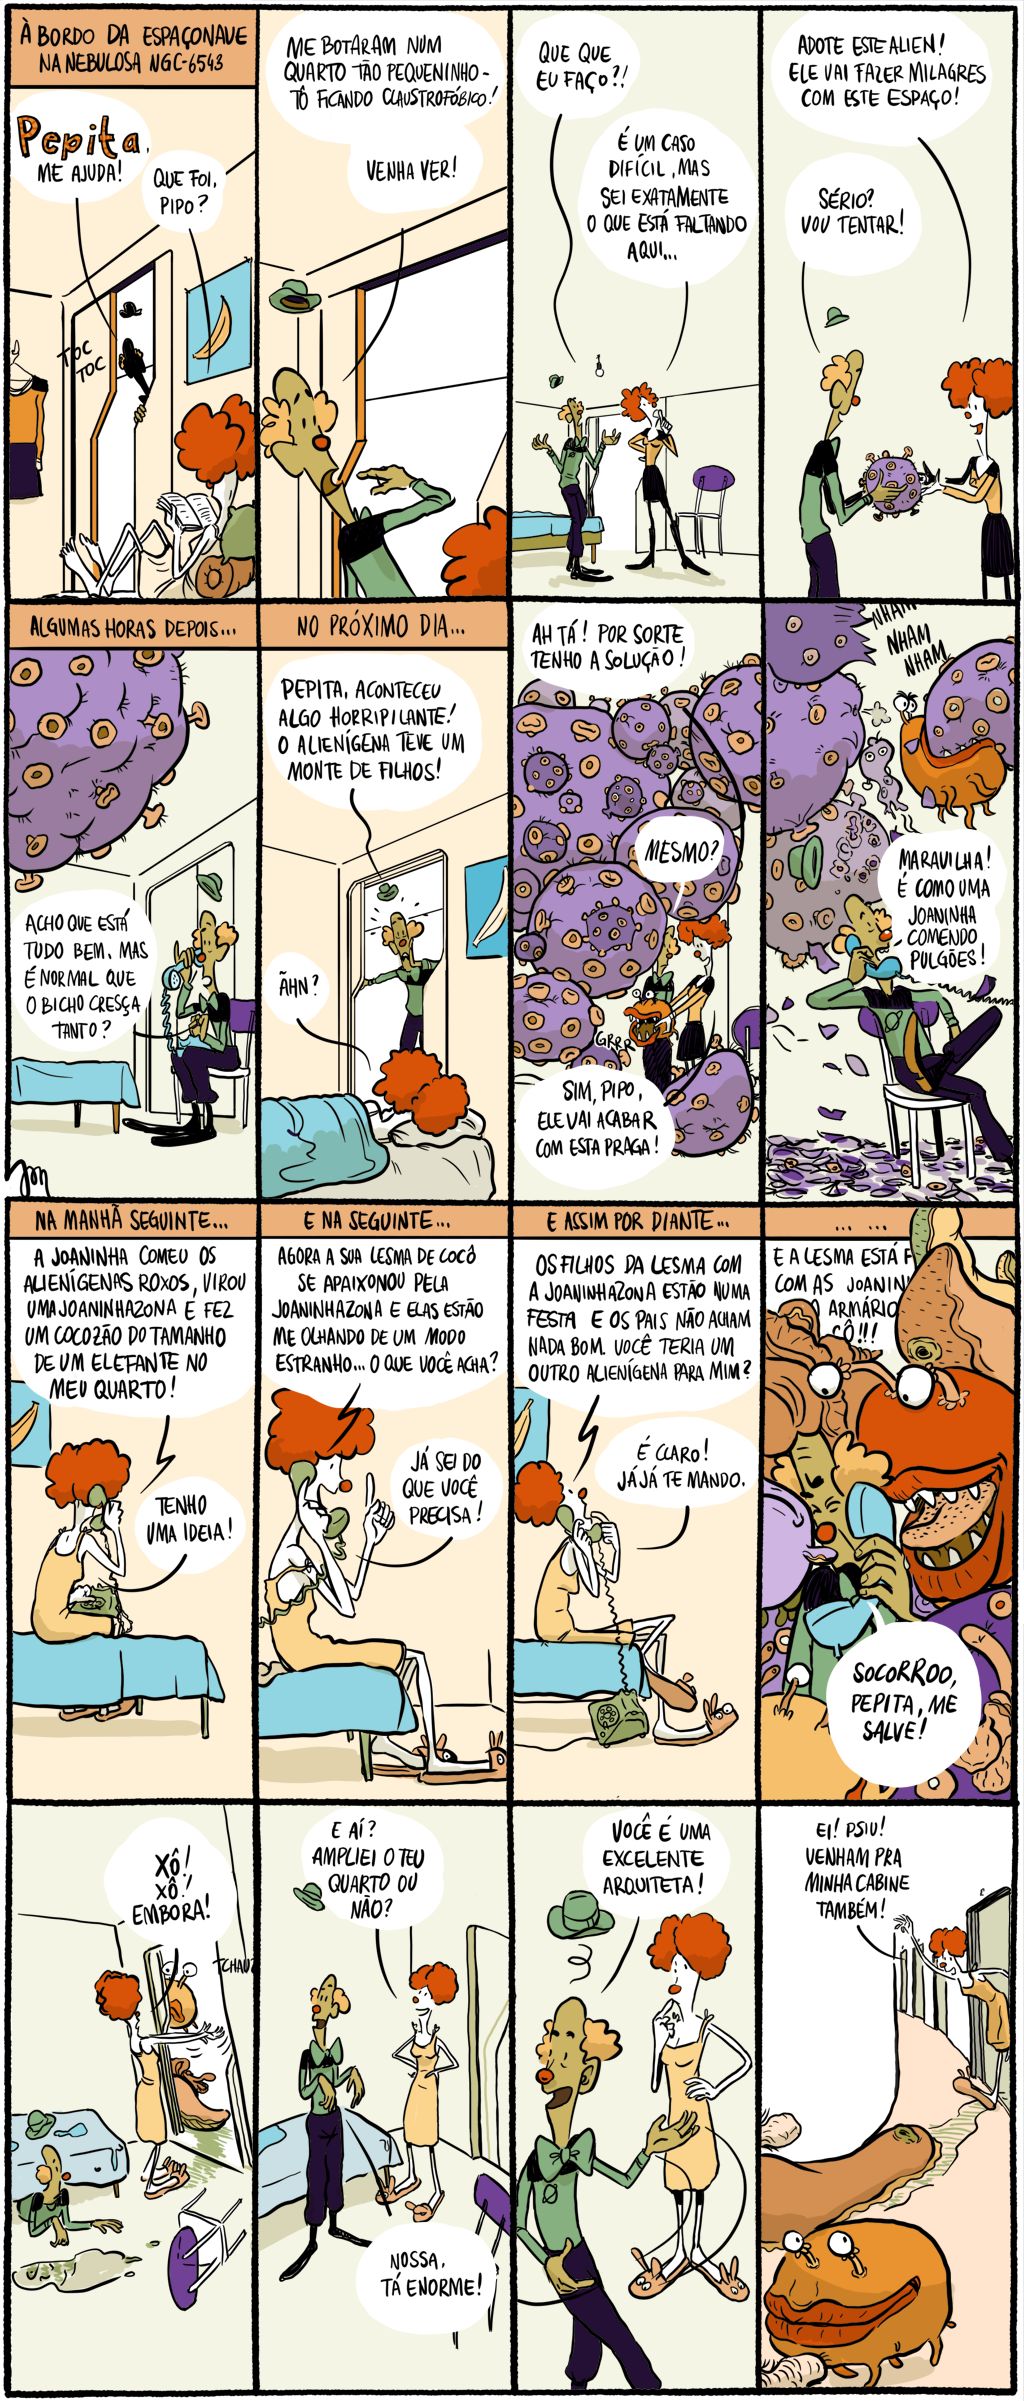 À BORDO DA ESPAÇONAVE
NA NEBULOSA NGC-6543
Pepita,
ME AJUDA!
QUE FOI,
PIPO?
TOC
TOC
ME BOTARAM NUM
QUARTO TÃO PEQUENINHO-
TÔ FICANDO CLAUSTROFÓBICO!
VENHA VER!
QUE QUE
EU FAÇO?!
É UM CASO
DIFÍCIL, MAS
SEI EXATAMENTE
O QUE ESTÁ FALTANDO
AQUI...
ADOTE ESTE ALIEN!
ELE VAI FAZER MILAGRES
COM ESTE ESPAÇO!
SÉRIO?
VOU TENTAR!
ALGUMAS HORAS DEPOIS...
ACHO QUE ESTÁ
TUDO BEM. MAS
É NORMAL QUE
O BICHO CRESÇA
TANTO?
NO PRÓXIMO DIA...
PEPITA, ACONTECEU
ALGO HORRIPILANTE!
O ALIENÍGENA TEVE UM
MONTE DE FILHOS!
ÃHN?
AH TÁ! POR SORTE
TENHO A SOLUÇÃO!
MESMO?
GRRR
SIM, PIPO,
ELE VAI ACABAR
COM ESTA PRAGA!
NHAM
NHAM
NHAM
MARAVILHA!
É COMO UMA
JOANINHA
COMENDO
PULGÕES!
NA MANHÃ SEGUINTE...
A JOANINHA COMEU OS
ALIENÍGENAS ROXOS, VIROU
UMA JOANINHAZONA E FEZ
UM COCOZÃO DO TAMANHO
DE UM ELEFANTE NO
MEU QUARTO!
TENHO
UMA IDEIA!
E NA SEGUINTE...
AGORA A SUA LESMA DE COCÔ
SE APAIXONOU PELA
JOANINHAZONA E ELAS ESTÃO
ME OLHANDO DE UM MODO
ESTRANHO... O QUE VOCÊ ACHA?
JÁ SEI DO
QUE VOCÊ
PRECISA!
E ASSIM POR DIANTE...
OS FILHOS DA LESMA COM
A JOANINHAZONA ESTÃO NUMA
FESTA E OS PAIS NÃO ACHAM
NADA BOM. VOCÊ TERIA UM
OUTRO ALIENÍGENA PARA MIM?
É CLARO!
JÁ JÁ TE MANDO.
... ...
E A LESMA ESTÁ F
COM AS JOANIN
O ARMÁRIO
CÔ!!!
SOCORROO,
PEPITA, ME
SALVE!
XÔ!
XÔ!
EMBORA!
TCHAU
E AÍ?
AMPLIEI O TEU
QUARTO OU
NÃO?
NOSSA,
TÁ ENORME!
VOCÊ É UMA
EXCELENTE
ARQUITETA!
EI! PSIU!
VENHAM PRA
MINHA CABINE
TAMBÉM!